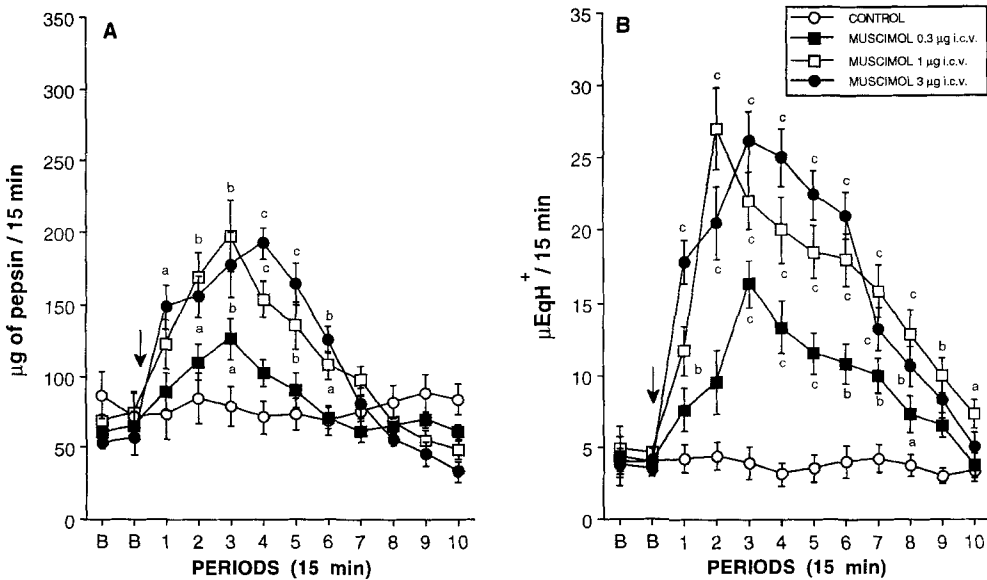 A
300
250
200
150
100
50
0
µg of pepsin / 15 min
a
b
b
c
c
c
b
a
b
a
b
a
B B 1 2 3 4 5 6 7 8 9 10
PERIODS (15 min)
B
CONTROL
MUSCIMOL 0.3 µg i.c.v.
MUSCIMOL 1 µg i.c.v.
MUSCIMOL 3 µg i.c.v.
35
30
25
20
15
10
5
0
µEqH+ / 15 min
c
c
c
c
c
c
c
c
b
a
c
c
c
c
c
b
c
c
c
b
b
b
a
B B 1 2 3 4 5 6 7 8 9 10
PERIODS (15 min)